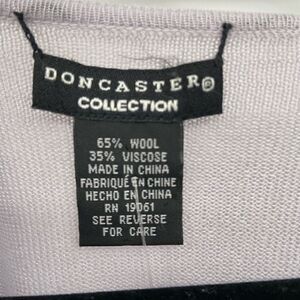 DONCASTER®
COLLECTION
65% WOOL
35% VISCOSE
MADE IN CHINA
FABRIQUÉ EN CHINE
HECHO EN CHINA
RN 19061
SEE REVERSE
FOR CARE